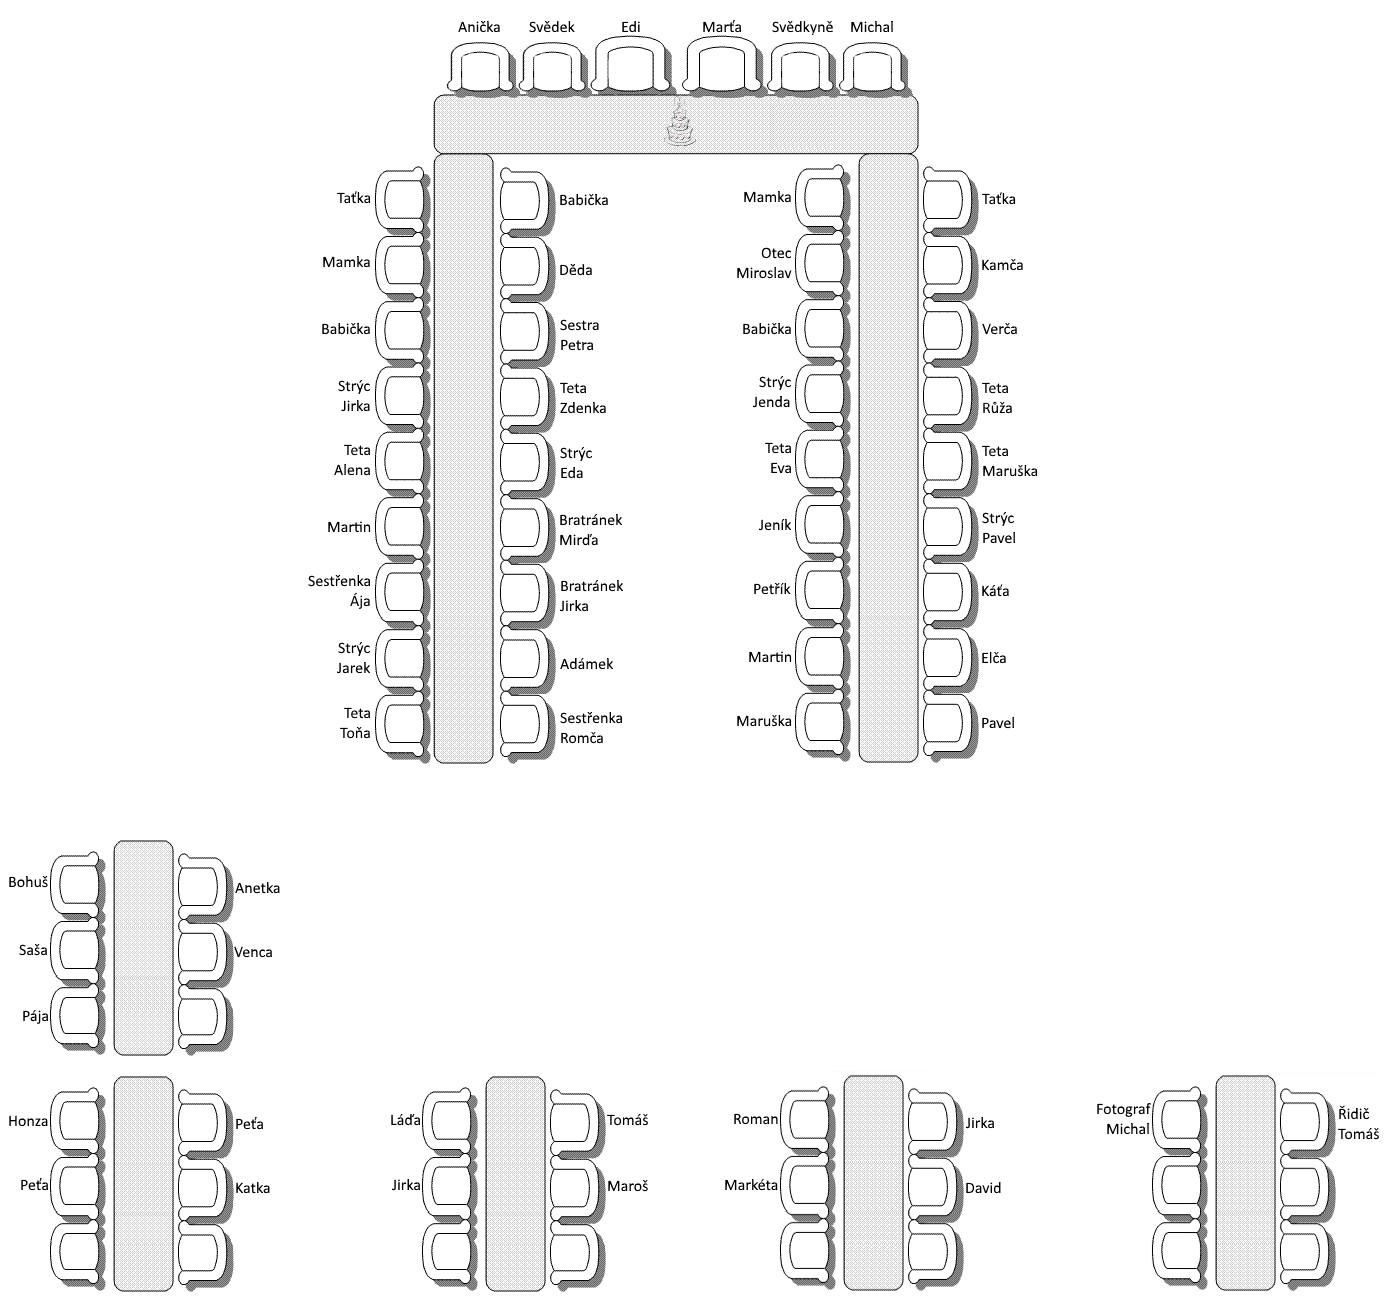 Anička
Svědek
Edi
Marťa
Svědkyně
Michal
Taťka
Mamka
Babička
Strýc
Jirka
Teta
Alena
Martin
Sestřenka
Ája
Strýc
Jarek
Teta
Toňa
Babička
Děda
Sestra
Petra
Teta
Zdenka
Strýc
Eda
Bratránek
Mirďa
Bratránek
Jirka
Adámek
Sestřenka
Romča
Mamka
Otec
Miroslav
Babička
Strýc
Jenda
Teta
Eva
Jeník
Petřík
Martin
Maruška
Taťka
Kamča
Verča
Teta
Růža
Teta
Maruška
Strýc
Pavel
Káťa
Elča
Pavel
Bohuš
Saša
Pája
Anetka
Venca
Honza
Peťa
Peťa
Katka
Láďa
Jirka
Tomáš
Maroš
Roman
Markéta
Jirka
David
Fotograf
Michal
Řidič
Tomáš